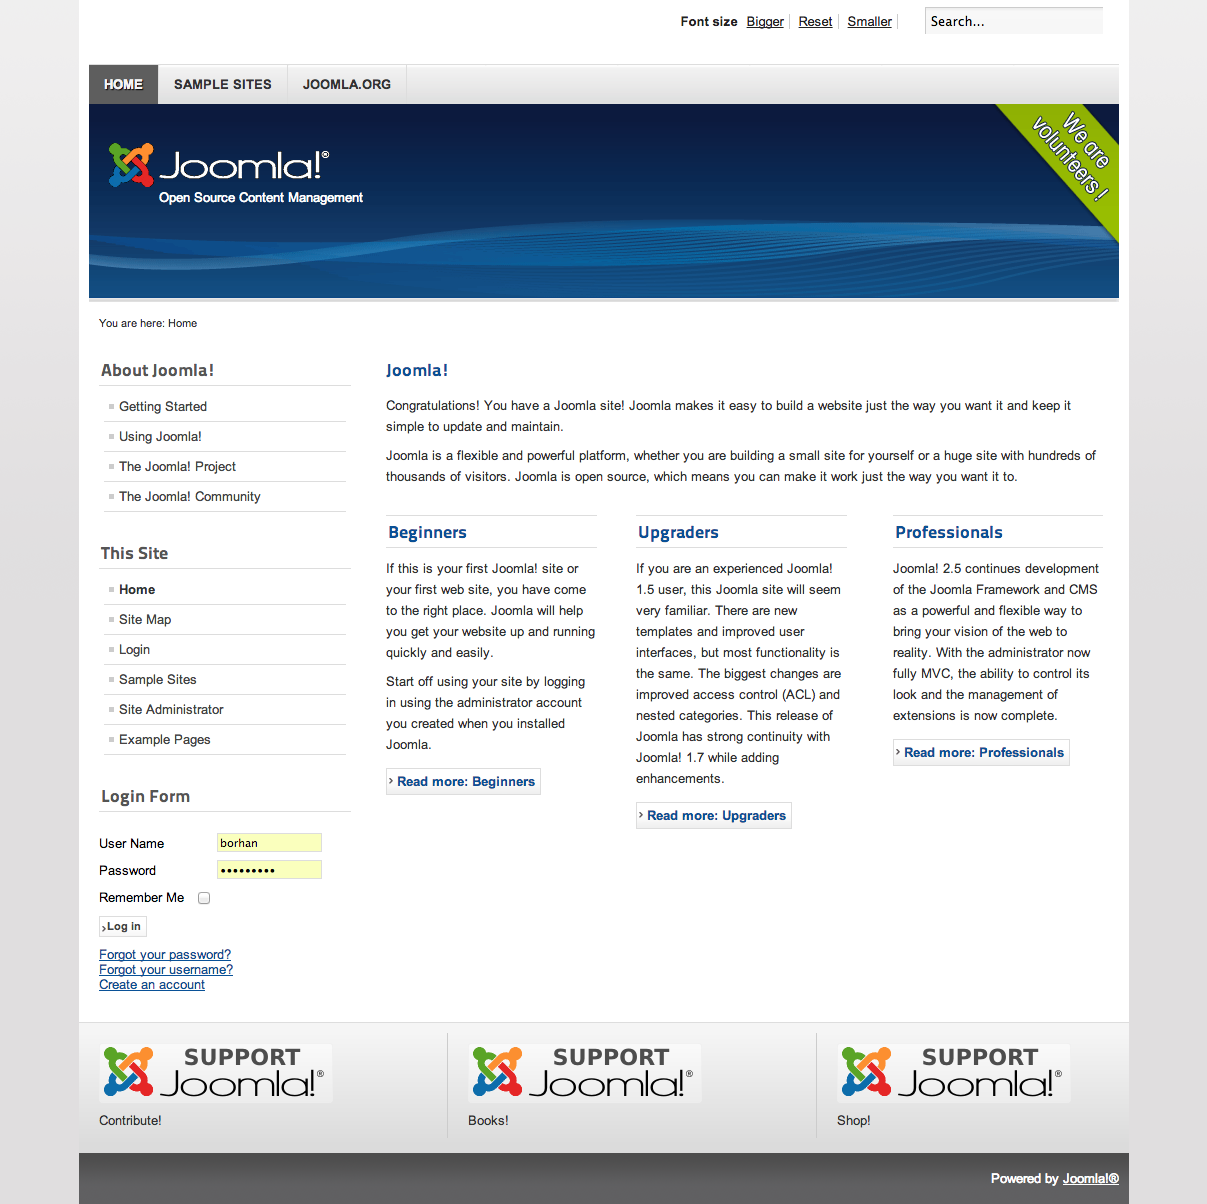 Font size Bigger Reset Smaller Search...
HOME SAMPLE SITES JOOMLA.ORG
We are
volunteers !
Joomla!®
Open Source Content Management
You are here: Home
About Joomla!
Getting Started
Using Joomla!
The Joomla! Project
The Joomla! Community
This Site
Home
Site Map
Login
Sample Sites
Site Administrator
Example Pages
Login Form
User Name borhan
Password •••••••••
Remember Me
Log in
Forgot your password?
Forgot your username?
Create an account
Joomla!
Congratulations! You have a Joomla site! Joomla makes it easy to build a website just the way you want it and keep it
simple to update and maintain.
Joomla is a flexible and powerful platform, whether you are building a small site for yourself or a huge site with hundreds of
thousands of visitors. Joomla is open source, which means you can make it work just the way you want it to.
Beginners
If this is your first Joomla! site or
your first web site, you have come
to the right place. Joomla will help
you get your website up and running
quickly and easily.
Start off using your site by logging
in using the administrator account
you created when you installed
Joomla.
Read more: Beginners
Upgraders
If you are an experienced Joomla!
1.5 user, this Joomla site will seem
very familiar. There are new
templates and improved user
interfaces, but most functionality is
the same. The biggest changes are
improved access control (ACL) and
nested categories. This release of
Joomla has strong continuity with
Joomla! 1.7 while adding
enhancements.
Read more: Upgraders
Professionals
Joomla! 2.5 continues development
of the Joomla Framework and CMS
as a powerful and flexible way to
bring your vision of the web to
reality. With the administrator now
fully MVC, the ability to control its
look and the management of
extensions is now complete.
Read more: Professionals
SUPPORT
Joomla!®
Contribute!
SUPPORT
Joomla!®
Books!
SUPPORT
Joomla!®
Shop!
Powered by Joomla!®